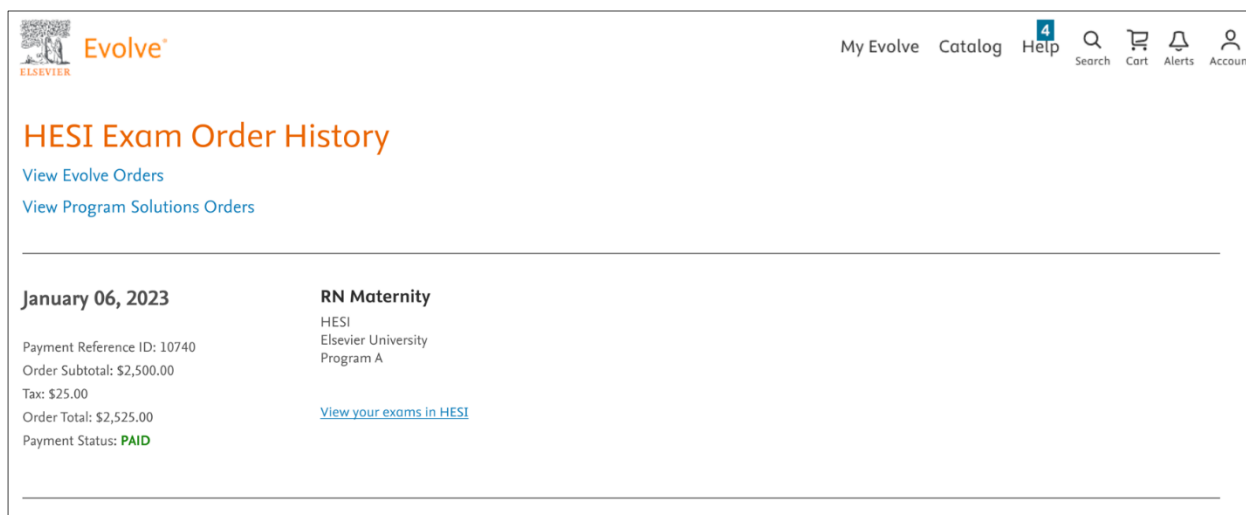 ELSEVIER
Evolve®
My Evolve Catalog Help 4
Search Cart Alerts Accoun
HESI Exam Order History
View Evolve Orders
View Program Solutions Orders
January 06, 2023
Payment Reference ID: 10740
Order Subtotal: $2,500.00
Tax: $25.00
Order Total: $2,525.00
Payment Status: PAID
RN Maternity
HESI
Elsevier University
Program A
View your exams in HESI